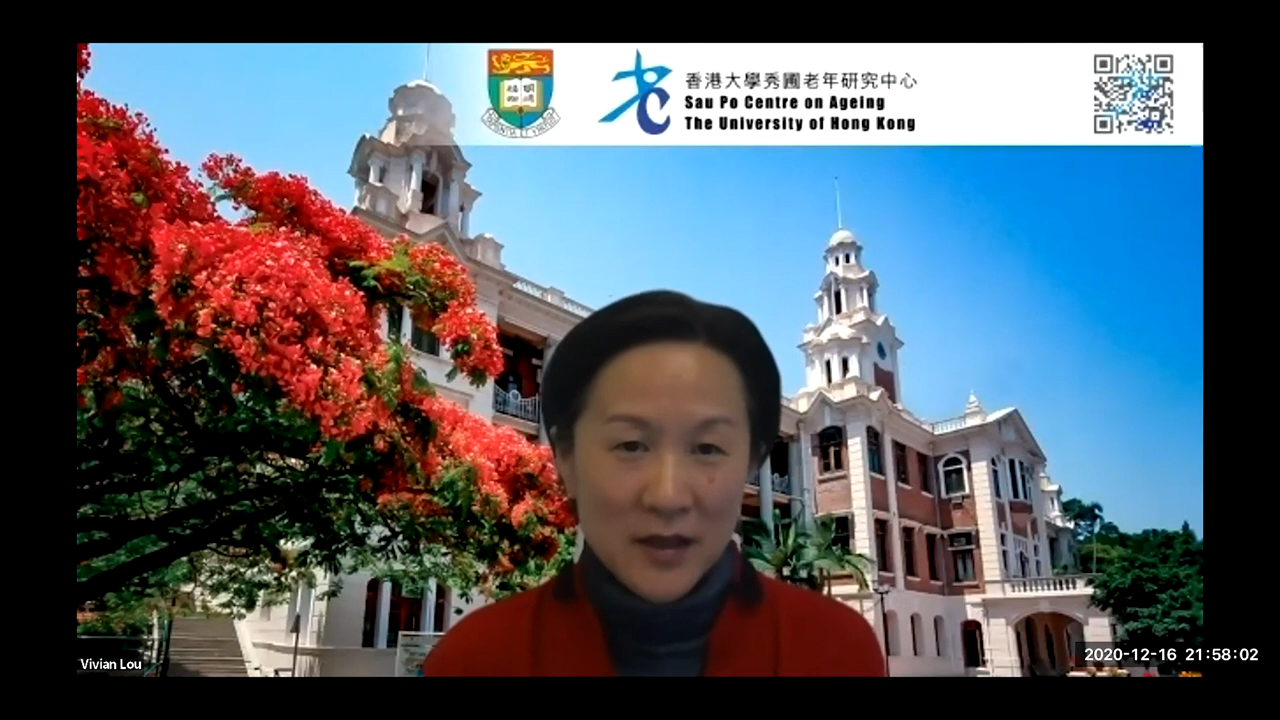 香港大學秀圃老年研究中心
Sau Po Centre on Ageing
The University of Hong Kong
Vivian Lou
2020-12-16 21:58:02